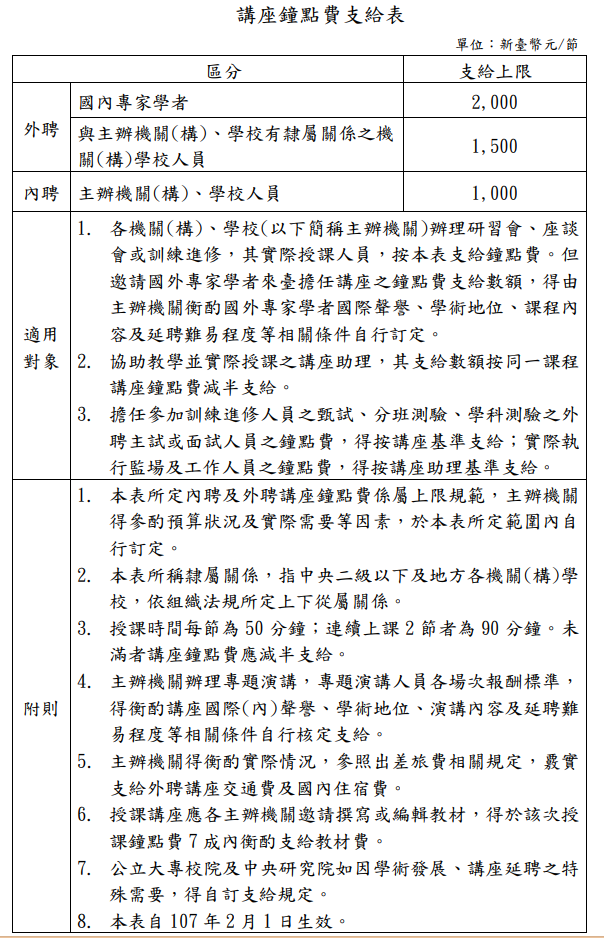 講座鐘點費支給表
單位：新臺幣元/節
區分
支給上限
外聘
國內專家學者
2,000
與主辦機關(構)、學校有隸屬關係之機
關(構)學校人員
1,500
內聘
主辦機關(構)、學校人員
1,000
適用
對象
1. 各機關(構)、學校(以下簡稱主辦機關)辦理研習會、座談
會或訓練進修，其實際授課人員，按本表支給鐘點費。但
邀請國外專家學者來臺擔任講座之鐘點費支給數額，得由
主辦機關衡酌國外專家學者國際聲譽、學術地位、課程內
容及延聘難易程度等相關條件自行訂定。
2. 協助教學並實際授課之講座助理，其支給數額按同一課程
講座鐘點費減半支給。
3. 擔任參加訓練進修人員之甄試、分班測驗、學科測驗之外
聘主試或面試人員之鐘點費，得按講座基準支給；實際執
行監場及工作人員之鐘點費，得按講座助理基準支給。
附則
1. 本表所定內聘及外聘講座鐘點費係屬上限規範，主辦機關
得參酌預算狀況及實際需要等因素，於本表所定範圍內自
行訂定。
2. 本表所稱隸屬關係，指中央二級以下及地方各機關(構)學
校，依組織法規所定上下從屬關係。
3. 授課時間每節為 50 分鐘；連續上課 2 節者為 90 分鐘。未
滿者講座鐘點費應減半支給。
4. 主辦機關辦理專題演講，專題演講人員各場次報酬標準，
得衡酌講座國際(內)聲譽、學術地位、演講內容及延聘難
易程度等相關條件自行核定支給。
5. 主辦機關得衡酌實際情況，參照出差旅費相關規定，覈實
支給外聘講座交通費及國內住宿費。
6. 授課講座應各主辦機關邀請撰寫或編輯教材，得於該次授
課鐘點費 7 成內衡酌支給教材費。
7. 公立大專校院及中央研究院如因學術發展、講座延聘之特
殊需要，得自訂支給規定。
8. 本表自 107 年 2 月 1 日生效。